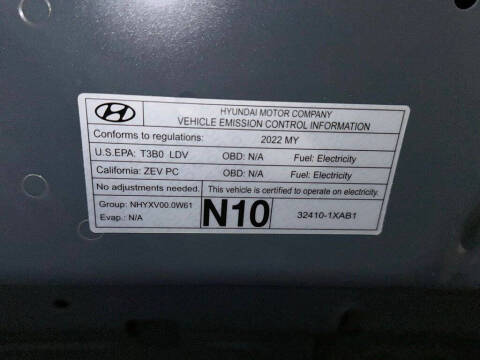 HYUNDAI MOTOR COMPANY
VEHICLE EMISSION CONTROL INFORMATION
Conforms to regulations: 2022 MY
U.S.EPA: T3B0 LDV OBD: N/A Fuel: Electricity
California: ZEV PC OBD: N/A Fuel: Electricity
No adjustments needed. This vehicle is certified to operate on electricity.
Group: NHYXV00.0W61
Evap.: N/A
N10
32410-1XAB1